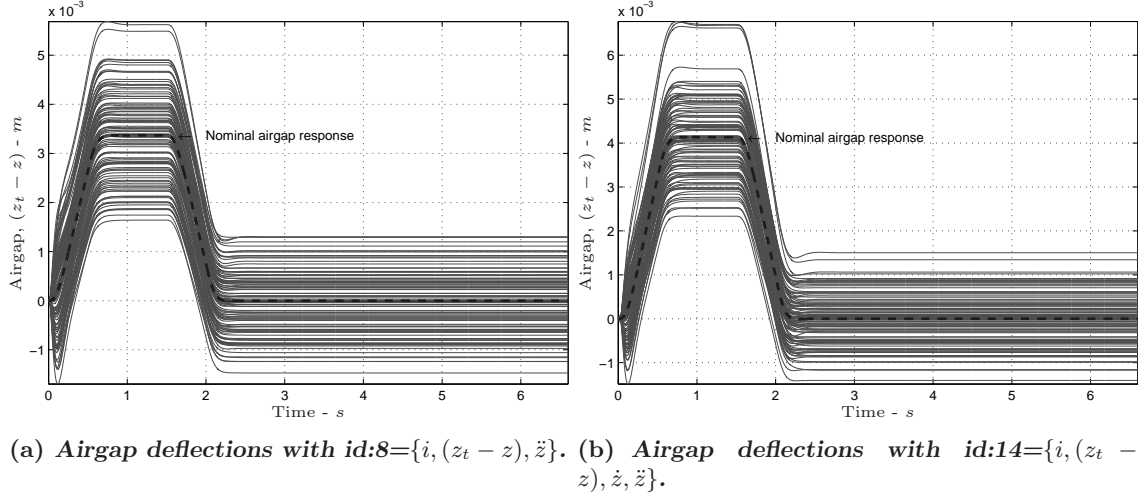 x 10⁻³
5
4
3
2
1
0
−1
Airgap, (z_t − z) - m
Nominal airgap response
0 1 2 3 4 5 6
Time - s
x 10⁻³
6
5
4
3
2
1
0
−1
Airgap, (z_t − z) - m
Nominal airgap response
0 1 2 3 4 5 6
Time - s
(a) Airgap deflections with id:8={i, (z_t − z), z̈}.
(b) Airgap deflections with id:14={i, (z_t −
z), ż, z̈}.